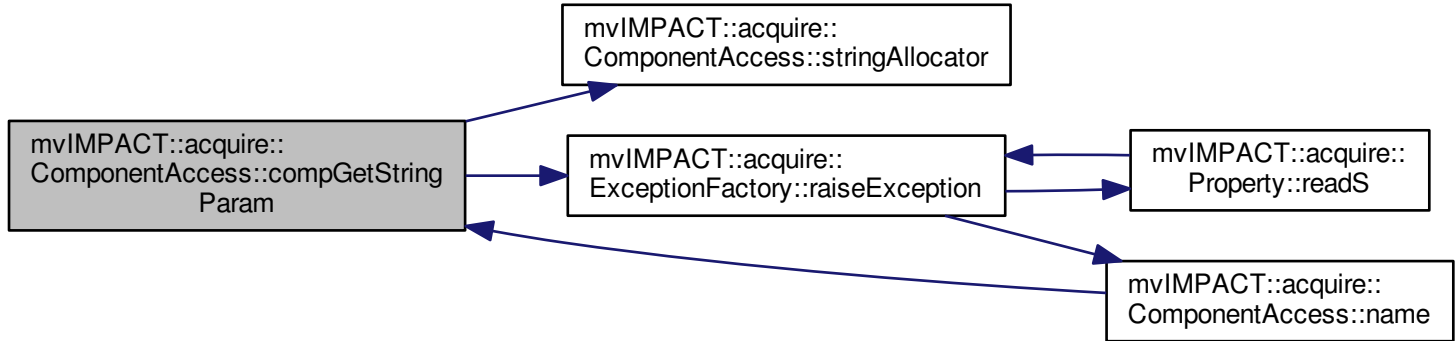 mvIMPACT::acquire::
ComponentAccess::stringAllocator
mvIMPACT::acquire::
ComponentAccess::compGetString
Param
mvIMPACT::acquire::
ExceptionFactory::raiseException
mvIMPACT::acquire::
Property::readS
mvIMPACT::acquire::
ComponentAccess::name